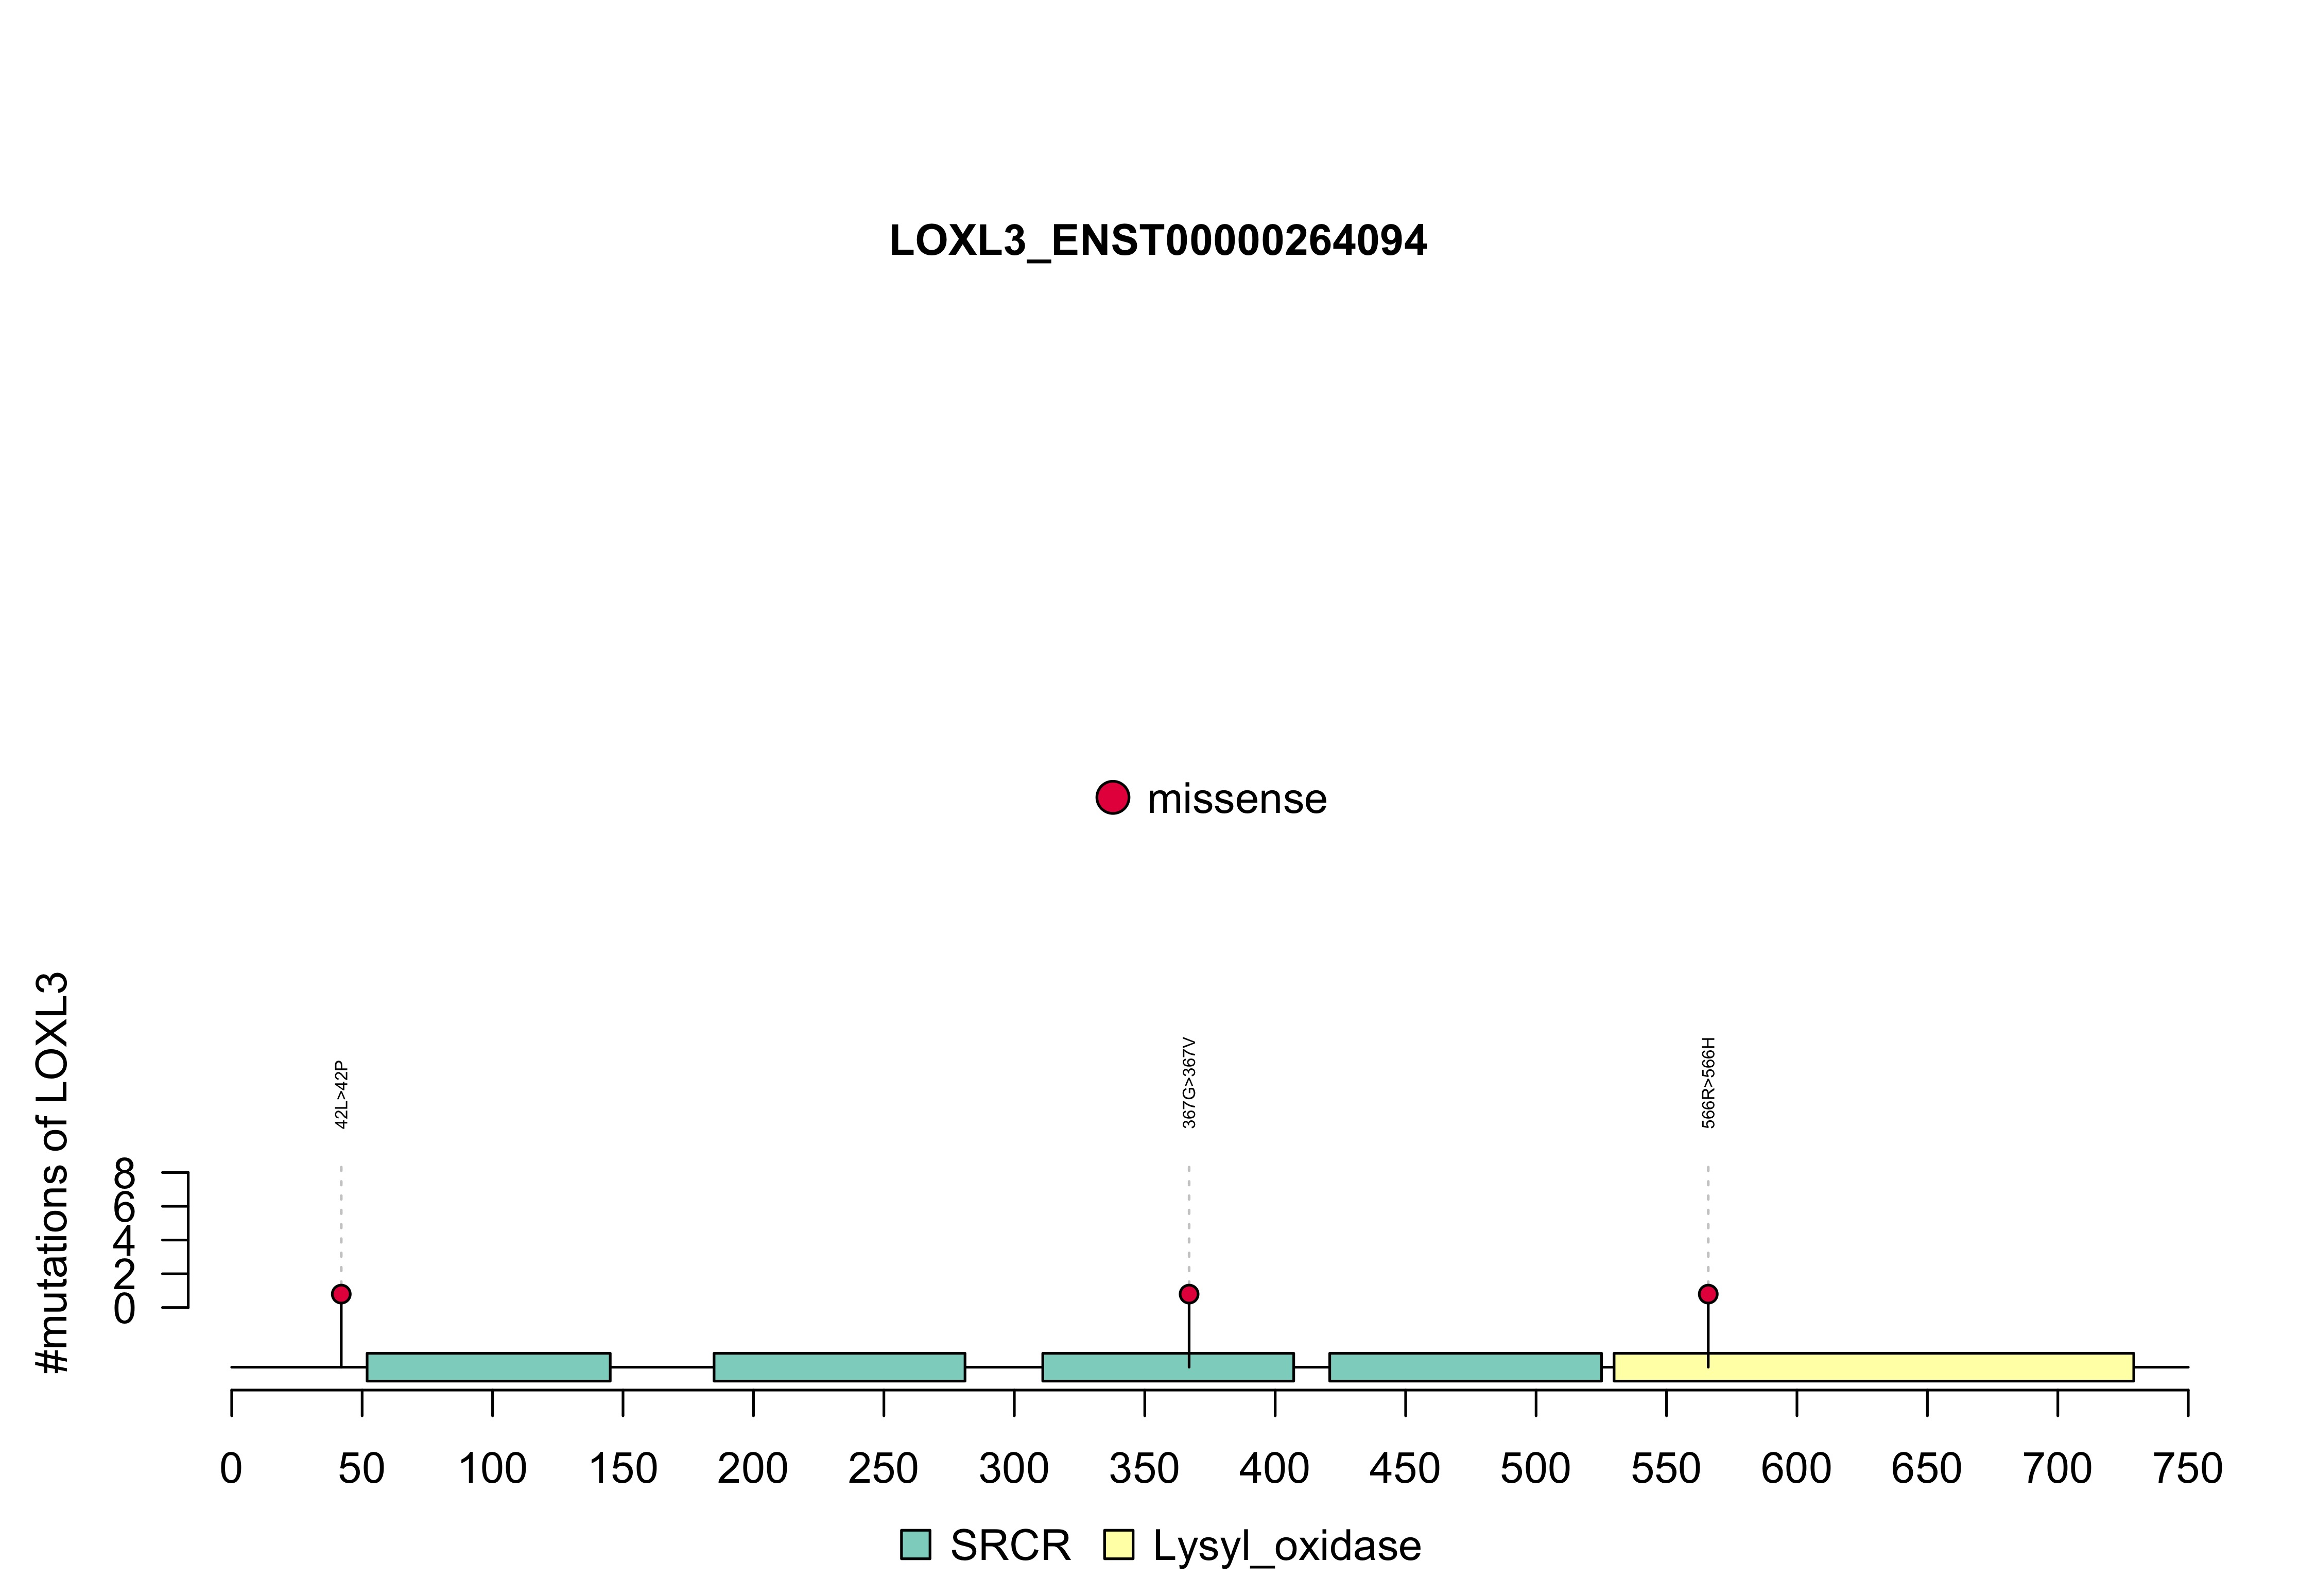 LOXL3_ENST00000264094
missense
#mutations of LOXL3
42L>42P
367G>367V
566R>566H
8
6
4
2
0
0 50 100 150 200 250 300 350 400 450 500 550 600 650 700 750
SRCR Lysyl_oxidase